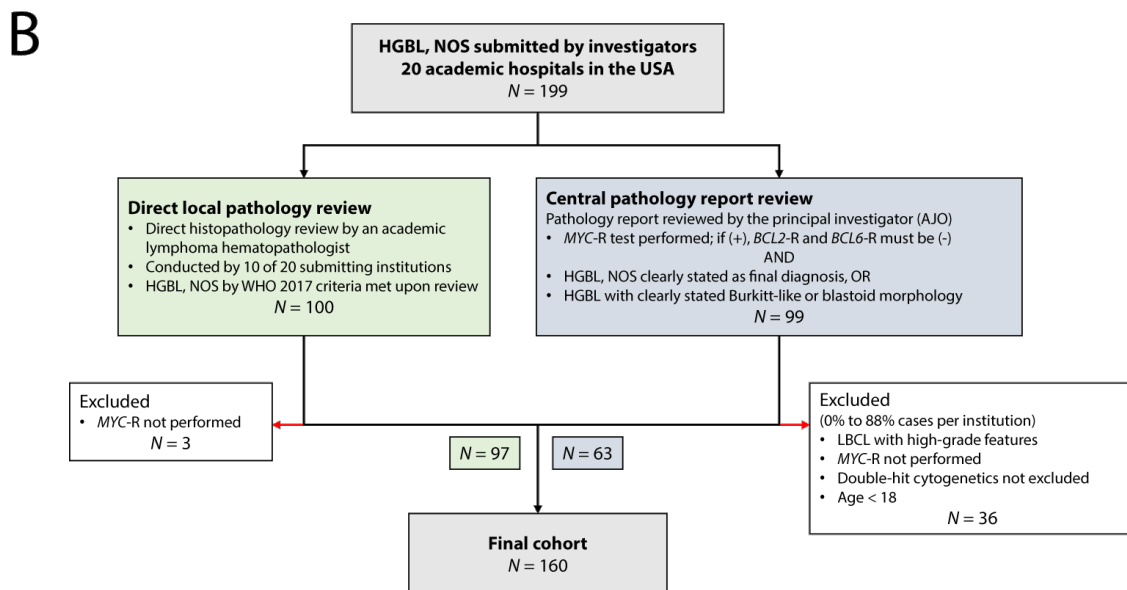 B
HGBL, NOS submitted by investigators
20 academic hospitals in the USA
N = 199
Direct local pathology review
• Direct histopathology review by an academic
lymphoma hematopathologist
• Conducted by 10 of 20 submitting institutions
• HGBL, NOS by WHO 2017 criteria met upon review
N = 100
Central pathology report review
Pathology report reviewed by the principal investigator (AJO)
• MYC-R test performed; if (+), BCL2-R and BCL6-R must be (-)
AND
• HGBL, NOS clearly stated as final diagnosis, OR
• HGBL with clearly stated Burkitt-like or blastoid morphology
N = 99
Excluded
• MYC-R not performed
N = 3
N = 97
N = 63
Excluded
(0% to 88% cases per institution)
• LBCL with high-grade features
• MYC-R not performed
• Double-hit cytogenetics not excluded
• Age < 18
N = 36
Final cohort
N = 160